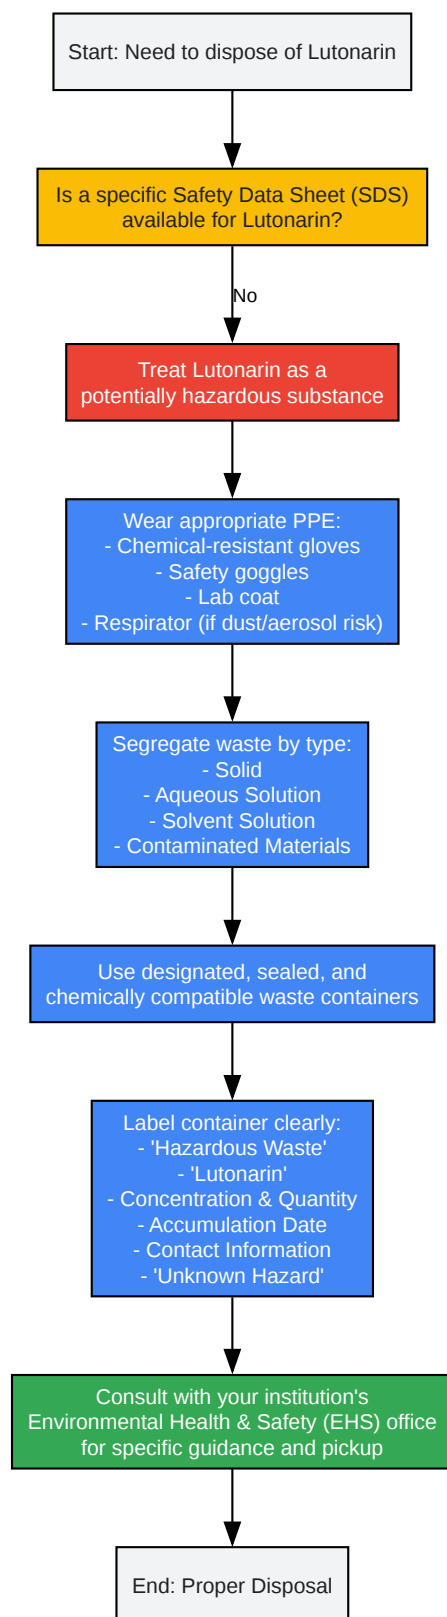 Start: Need to dispose of Lutonarin
Is a specific Safety Data Sheet (SDS)
available for Lutonarin?
No
Treat Lutonarin as a
potentially hazardous substance
Wear appropriate PPE:
- Chemical-resistant gloves
- Safety goggles
- Lab coat
- Respirator (if dust/aerosol risk)
Segregate waste by type:
- Solid
- Aqueous Solution
- Solvent Solution
- Contaminated Materials
Use designated, sealed, and
chemically compatible waste containers
Label container clearly:
- 'Hazardous Waste'
- 'Lutonarin'
- Concentration & Quantity
- Accumulation Date
- Contact Information
- 'Unknown Hazard'
Consult with your institution's
Environmental Health & Safety (EHS) office
for specific guidance and pickup
End: Proper Disposal